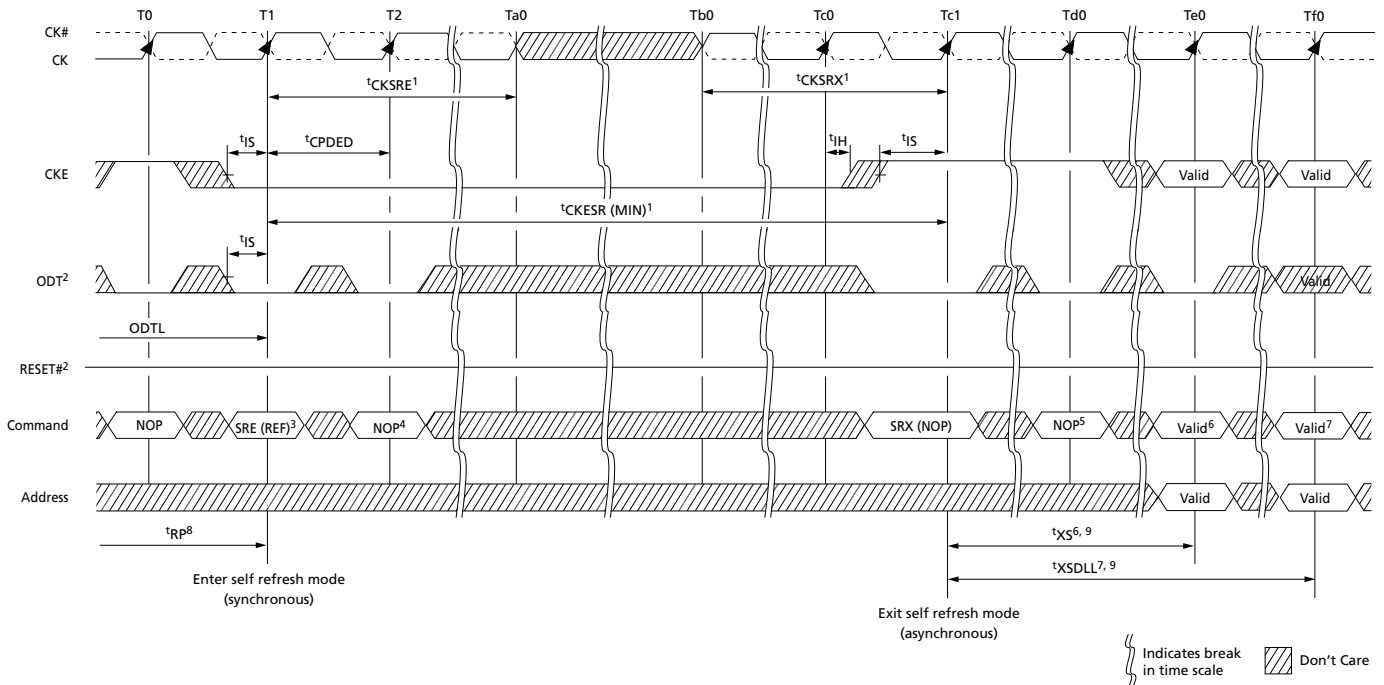 T0 T1 T2 Ta0 Tb0 Tc0 Tc1 Td0 Te0 Tf0
CK#
CK
tCKSRE1 tCKSRX1
tIS tCPDED tIH tIS
CKE Valid Valid
tCKESR (MIN)1
tIS
ODT2 Valid
ODTL
RESET#2
Command NOP SRE (REF)3 NOP4 SRX (NOP) NOP5 Valid6 Valid7
Address Valid Valid
tRP8 tXS6, 9
Enter self refresh mode
(synchronous)
tXSDLL7, 9
Exit self refresh mode
(asynchronous)
Indicates break
in time scale
Don't Care